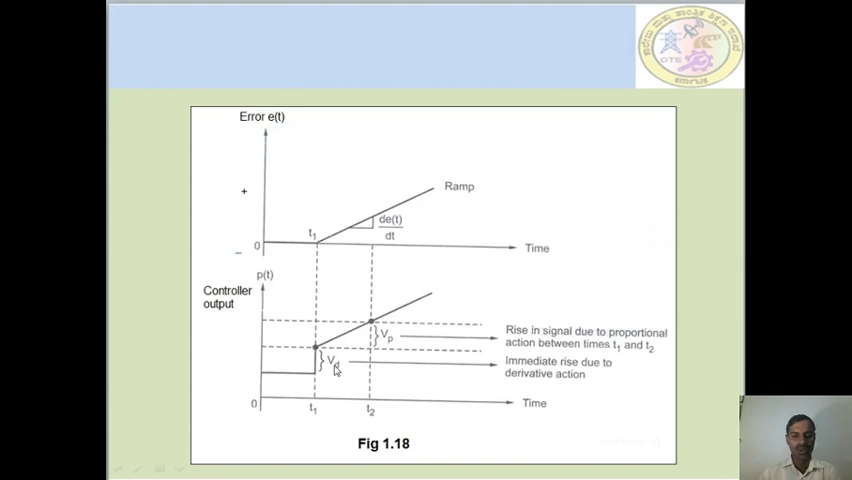 Error e(t)
+
Ramp
t1
de(t)
dt
0
Time
–
p(t)
Controller
output
Rise in signal due to proportional
Vp
action between times t1 and t2
Vd
Immediate rise due to
derivative action
0
t1
t2
Time
Fig 1.18
DTE